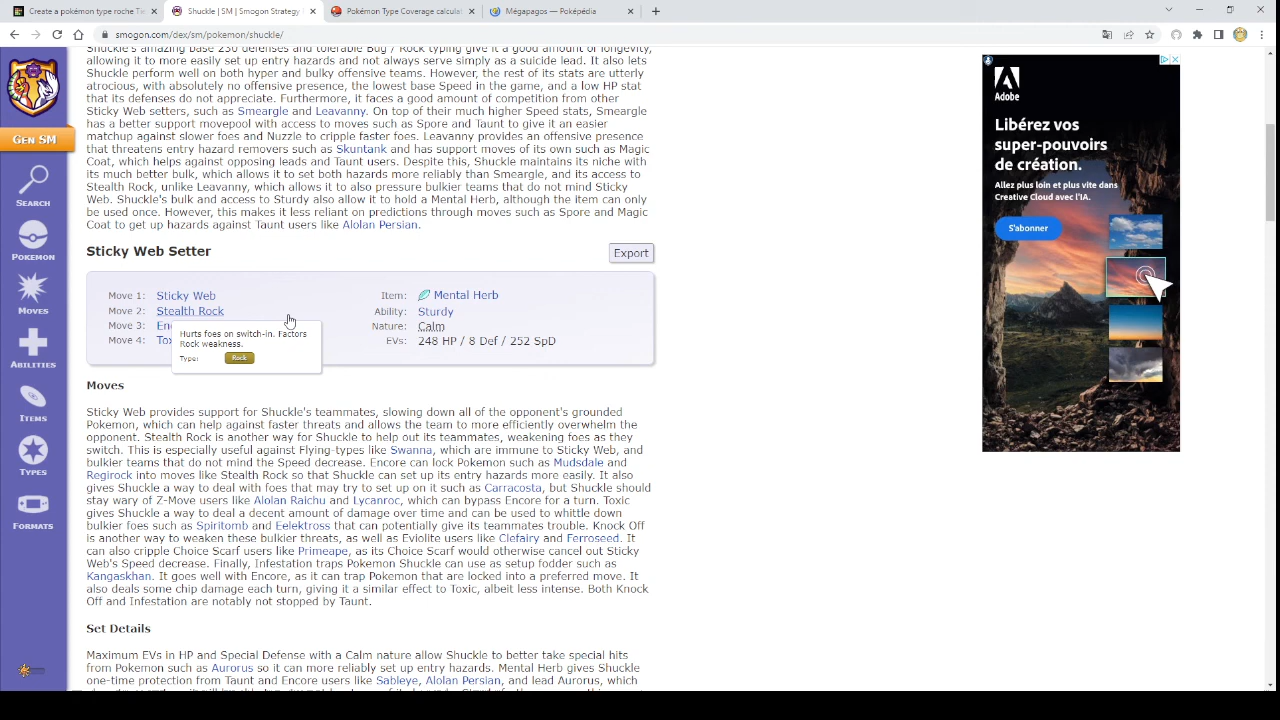 Create a pokémon type roche Tie
Shuckle | SM | Smogon Strategy
Pokémon Type Coverage calcula
Mégapagos — Poképédia
smogon.com/dex/sm/pokemon/shuckle/
Gen SM
Search
Pokemon
Moves
Abilities
Items
Types
Formats
Shuckle's amazing base 230 defenses and tolerable Bug / Rock typing give it a good amount of longevity,
allowing it to more easily set up entry hazards and not always serve simply as a suicide lead. It also lets
Shuckle perform well on both hyper and bulky offensive teams. However, the rest of its stats are utterly
atrocious, with absolutely no offensive presence, the lowest base Speed in the game, and a low HP stat
that its defenses do not appreciate. Furthermore, it faces a good amount of competition from other
Sticky Web setters, such as Smeargle and Leavanny. On top of their much higher Speed stats, Smeargle
has a better support movepool with access to moves such as Spore and Taunt to give it an easier
matchup against slower foes and Nuzzle to cripple faster foes. Leavanny provides an offensive presence
that threatens entry hazard removers such as Skuntank and has support moves of its own such as Magic
Coat, which helps against opposing leads and Taunt users. Despite this, Shuckle maintains its niche with
its much better bulk, which allows it to set up hazards more reliably than Smeargle, and its access to
Stealth Rock, unlike Leavanny, which allows it to also pressure bulkier teams that do not mind Sticky
Web. Shuckle's bulk and access to Sturdy also allow it to hold a Mental Herb, although the item can only
be used once. However, this makes it less reliant on predictions through moves such as Spore and Magic
Coat to get up hazards against Taunt users like Alolan Persian.
Sticky Web Setter
Export
Move 1: Sticky Web
Move 2: Stealth Rock
Move 3: En
Move 4: Tox
Hurts foes on switch-in. Factors
Rock weakness.
Type: Rock
Item: Mental Herb
Ability: Sturdy
Nature: Calm
EVs: 248 HP / 8 Def / 252 SpD
Moves
Sticky Web provides support for Shuckle's teammates, slowing down all of the opponent's grounded
Pokemon, which can help against faster threats and allows the team to more efficiently overwhelm the
opponent. Stealth Rock is another way for Shuckle to help out its teammates, weakening foes as they
switch. This is especially useful against Flying-types like Swanna, which are immune to Sticky Web, and
bulkier teams that do not mind the Speed decrease. Encore can lock Pokemon such as Mudsdale and
Regirock into moves like Stealth Rock so that Shuckle can set up its entry hazards more easily. It also
gives Shuckle a way to deal with foes that may try to set up on it such as Carracosta, but Shuckle should
stay wary of Z-Move users like Alolan Raichu and Lycanroc, which can bypass Encore for a turn. Toxic
gives Shuckle a way to deal a decent amount of damage over time and can be used to whittle down
bulkier foes such as Spiritomb and Eelektross that can potentially give its teammates trouble. Knock Off
is another way to weaken these bulkier threats, as well as Eviolite users like Clefairy and Ferroseed. It
can also cripple Choice Scarf users like Primeape, as its Choice Scarf would otherwise cancel out Sticky
Web's Speed decrease. Finally, Infestation traps Pokemon Shuckle can use as setup fodder such as
Kangaskhan. It goes well with Encore, as it can trap Pokemon that are locked into a preferred move. It
also deals some chip damage each turn, giving it a similar effect to Toxic, albeit less intense. Both Knock
Off and Infestation are notably not stopped by Taunt.
Set Details
Maximum EVs in HP and Special Defense with a Calm nature allow Shuckle to better take special hits
from Pokemon such as Aurorus so it can more reliably set up entry hazards. Mental Herb gives Shuckle
one-time protection from Taunt and Encore users like Sableye, Alolan Persian, and lead Aurorus, which
Adobe
Libérez vos
super-pouvoirs
de création.
Allez plus loin et plus vite dans
Creative Cloud avec l'IA.
S'abonner